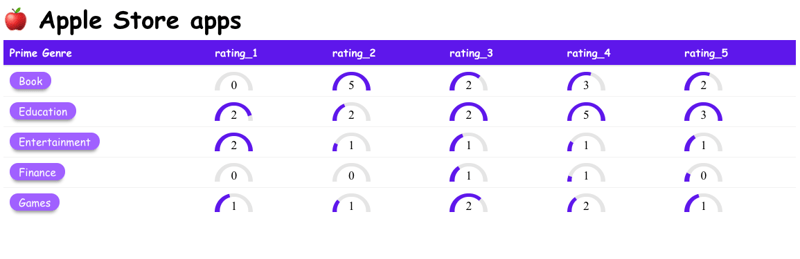 🍎 Apple Store apps
Prime Genre rating_1 rating_2 rating_3 rating_4 rating_5
Book 0 5 2 3 2
Education 2 2 2 5 3
Entertainment 2 1 1 1 1
Finance 0 0 1 1 0
Games 1 1 2 2 1